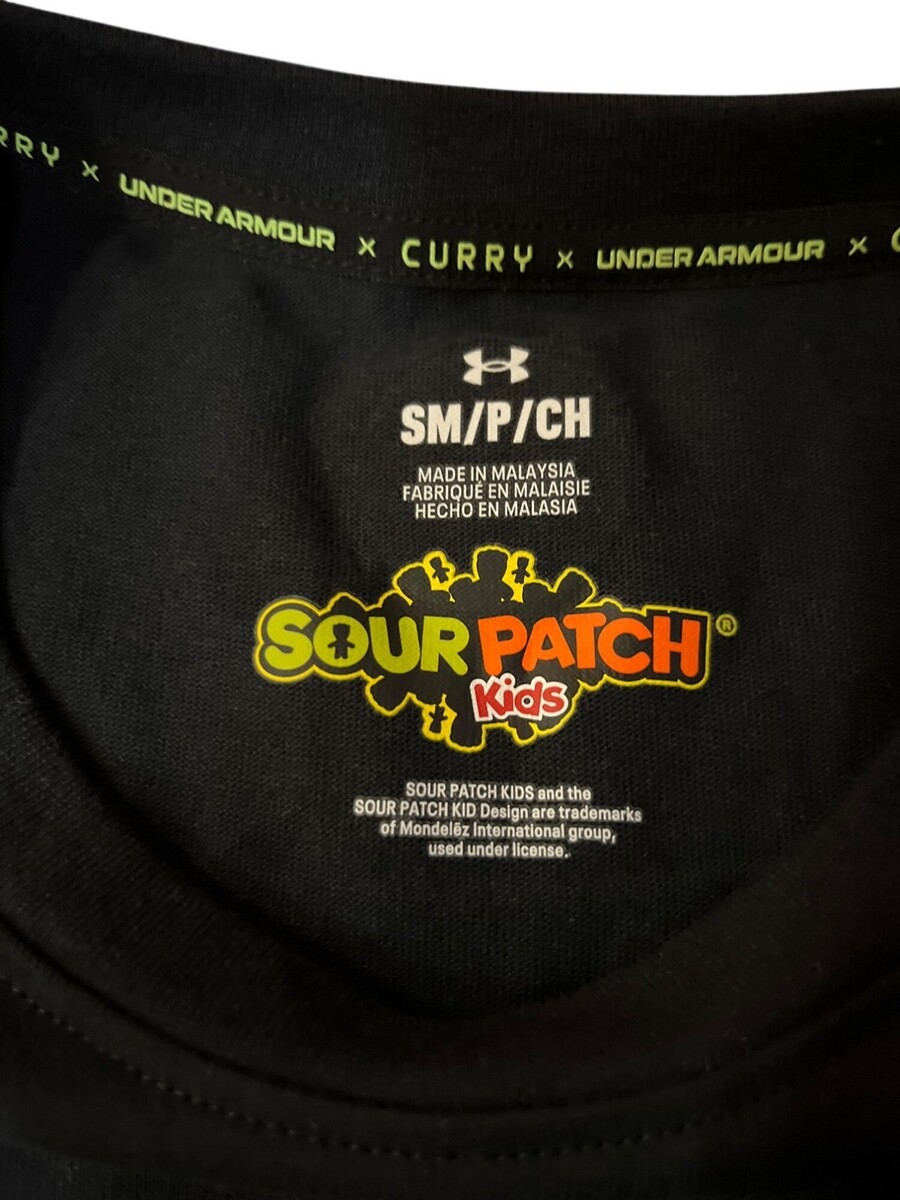 RRY × UNDER ARMOUR × CURRY × UNDER ARMOUR × C
SM/P/CH
MADE IN MALAYSIA
FABRIQUÉ EN MALAISIE
HECHO EN MALASIA
SOUR PATCH ®
Kids
SOUR PATCH KIDS and the
SOUR PATCH KID Design are trademarks
of Mondelēz International group,
used under license.